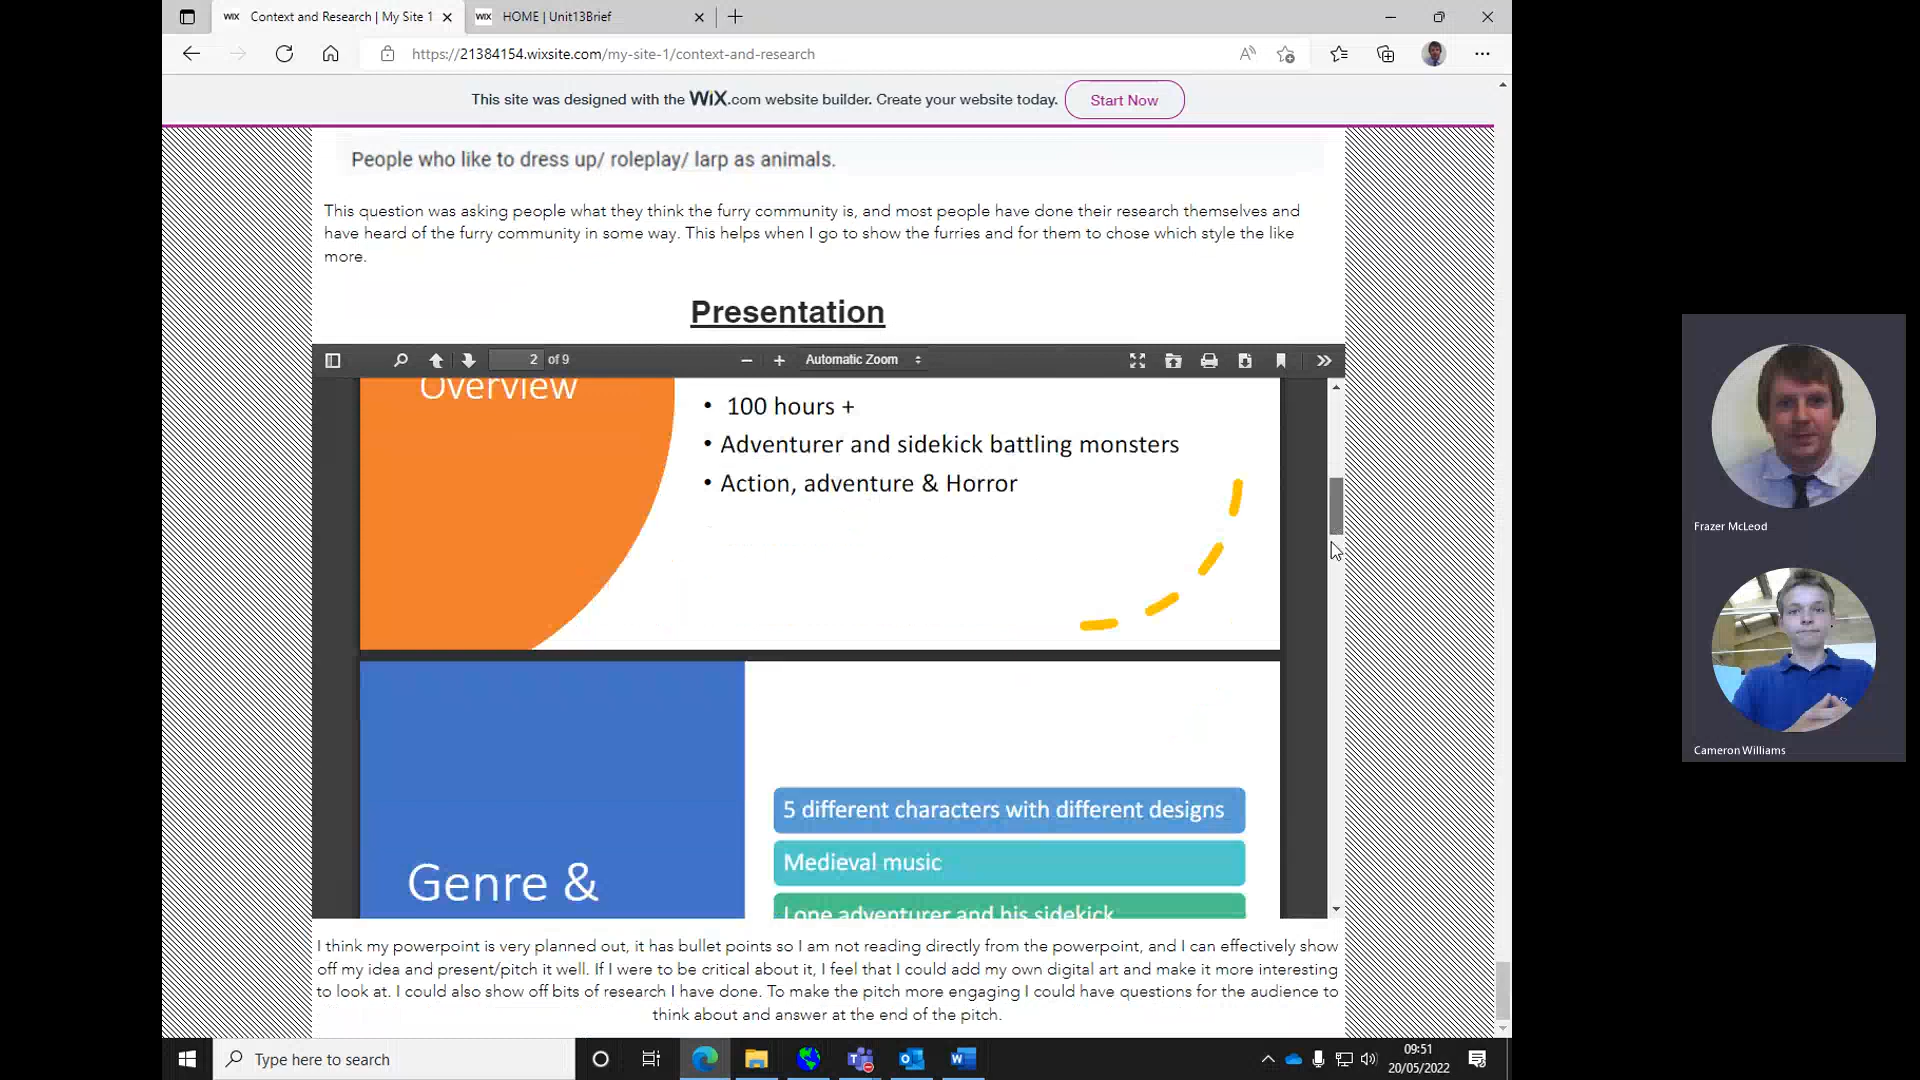 Context and Research | My Site 1
WIX HOME | Unit13Brief
https://21384154.wixsite.com/my-site-1/context-and-research
This site was designed with the WiX.com website builder. Create your website today.
Start Now
People who like to dress up/ roleplay/ larp as animals.
This question was asking people what they think the furry community is, and most people have done their research themselves and
have heard of the furry community in some way. This helps when I go to show the furries and for them to chose which style the like
more.
Presentation
2 of 9
Automatic Zoom
Overview
• 100 hours +
• Adventurer and sidekick battling monsters
• Action, adventure & Horror
5 different characters with different designs
Medieval music
Genre &
Lone adventurer and his sidekick
I think my powerpoint is very planned out, it has bullet points so I am not reading directly from the powerpoint, and I can effectively show
off my idea and present/pitch it well. If I were to be critical about it, I feel that I could add my own digital art and make it more interesting
to look at. I could also show off bits of research I have done. To make the pitch more engaging I could have questions for the audience to
think about and answer at the end of the pitch.
Type here to search
09:51
20/05/2022
Frazer McLeod
Cameron Williams